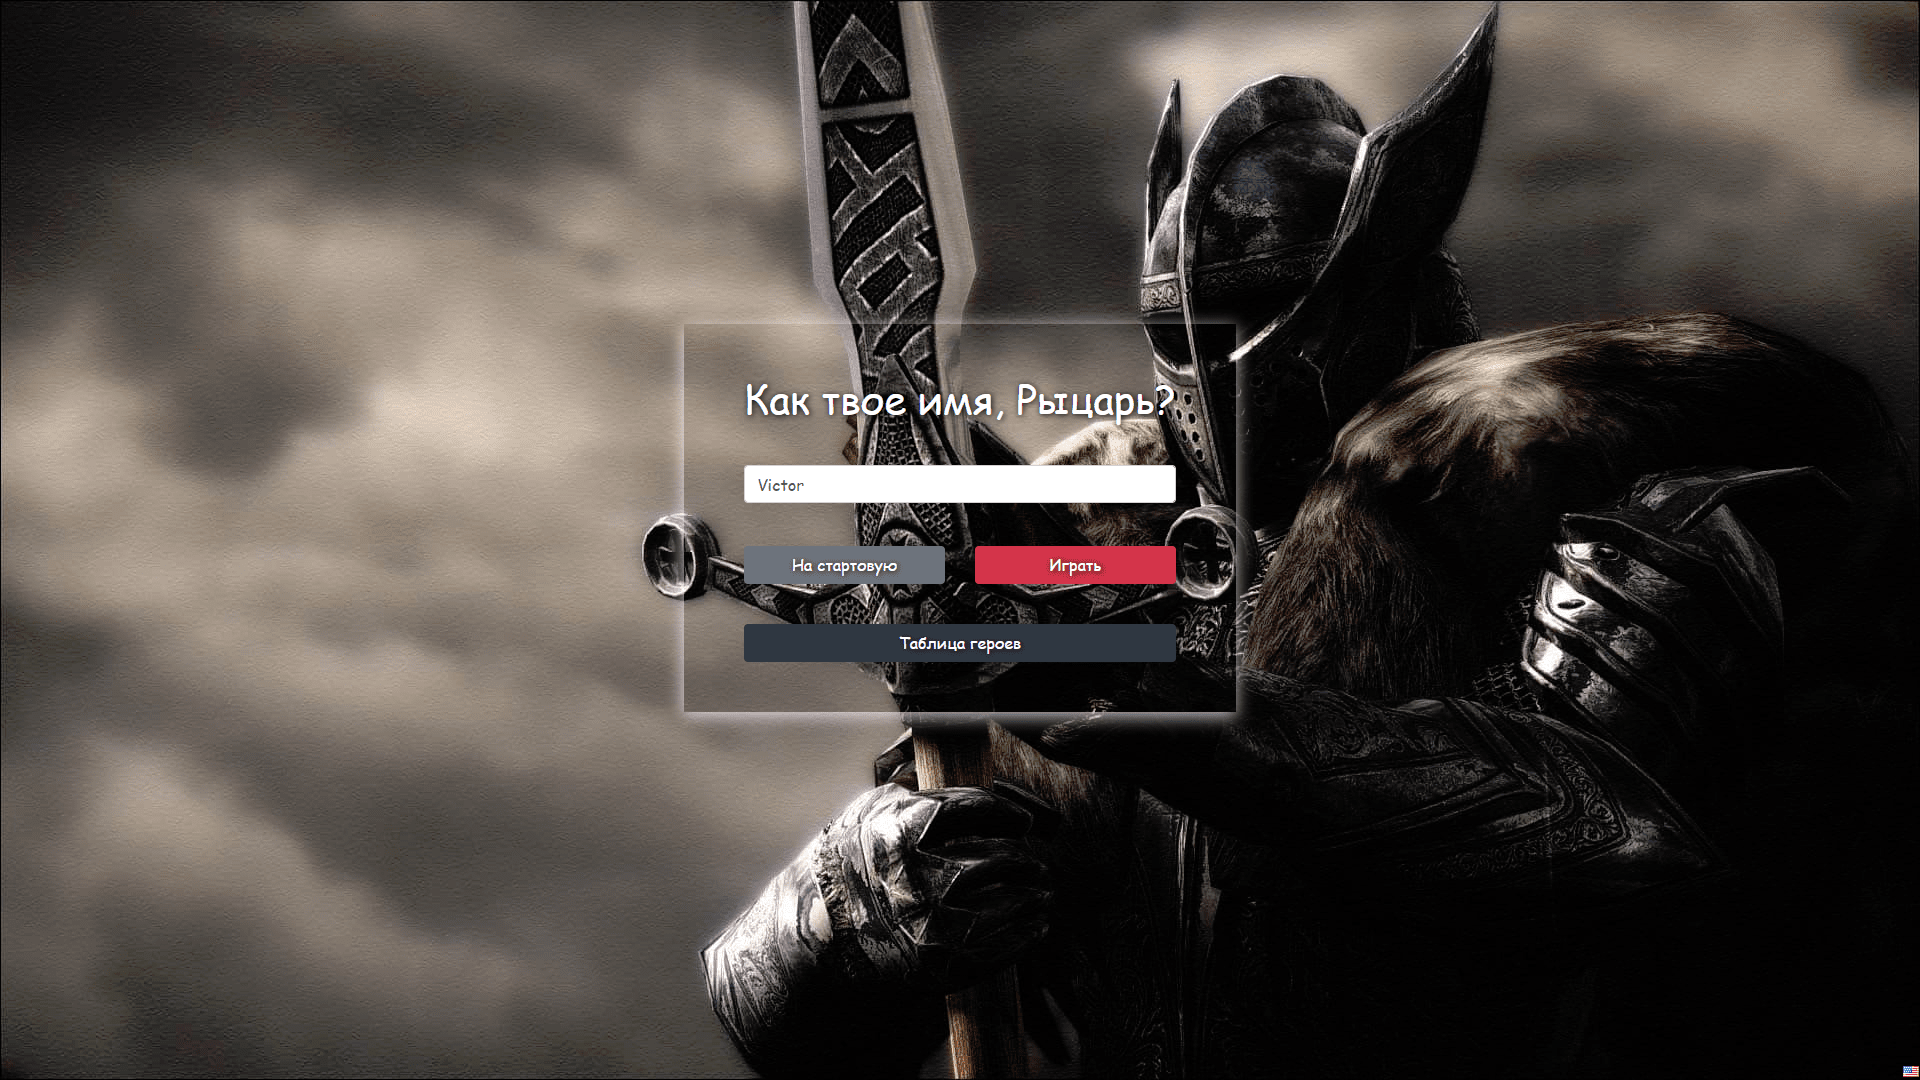 Как твое имя, Рыцарь?
Victor
На стартовую
Играть
Таблица героев